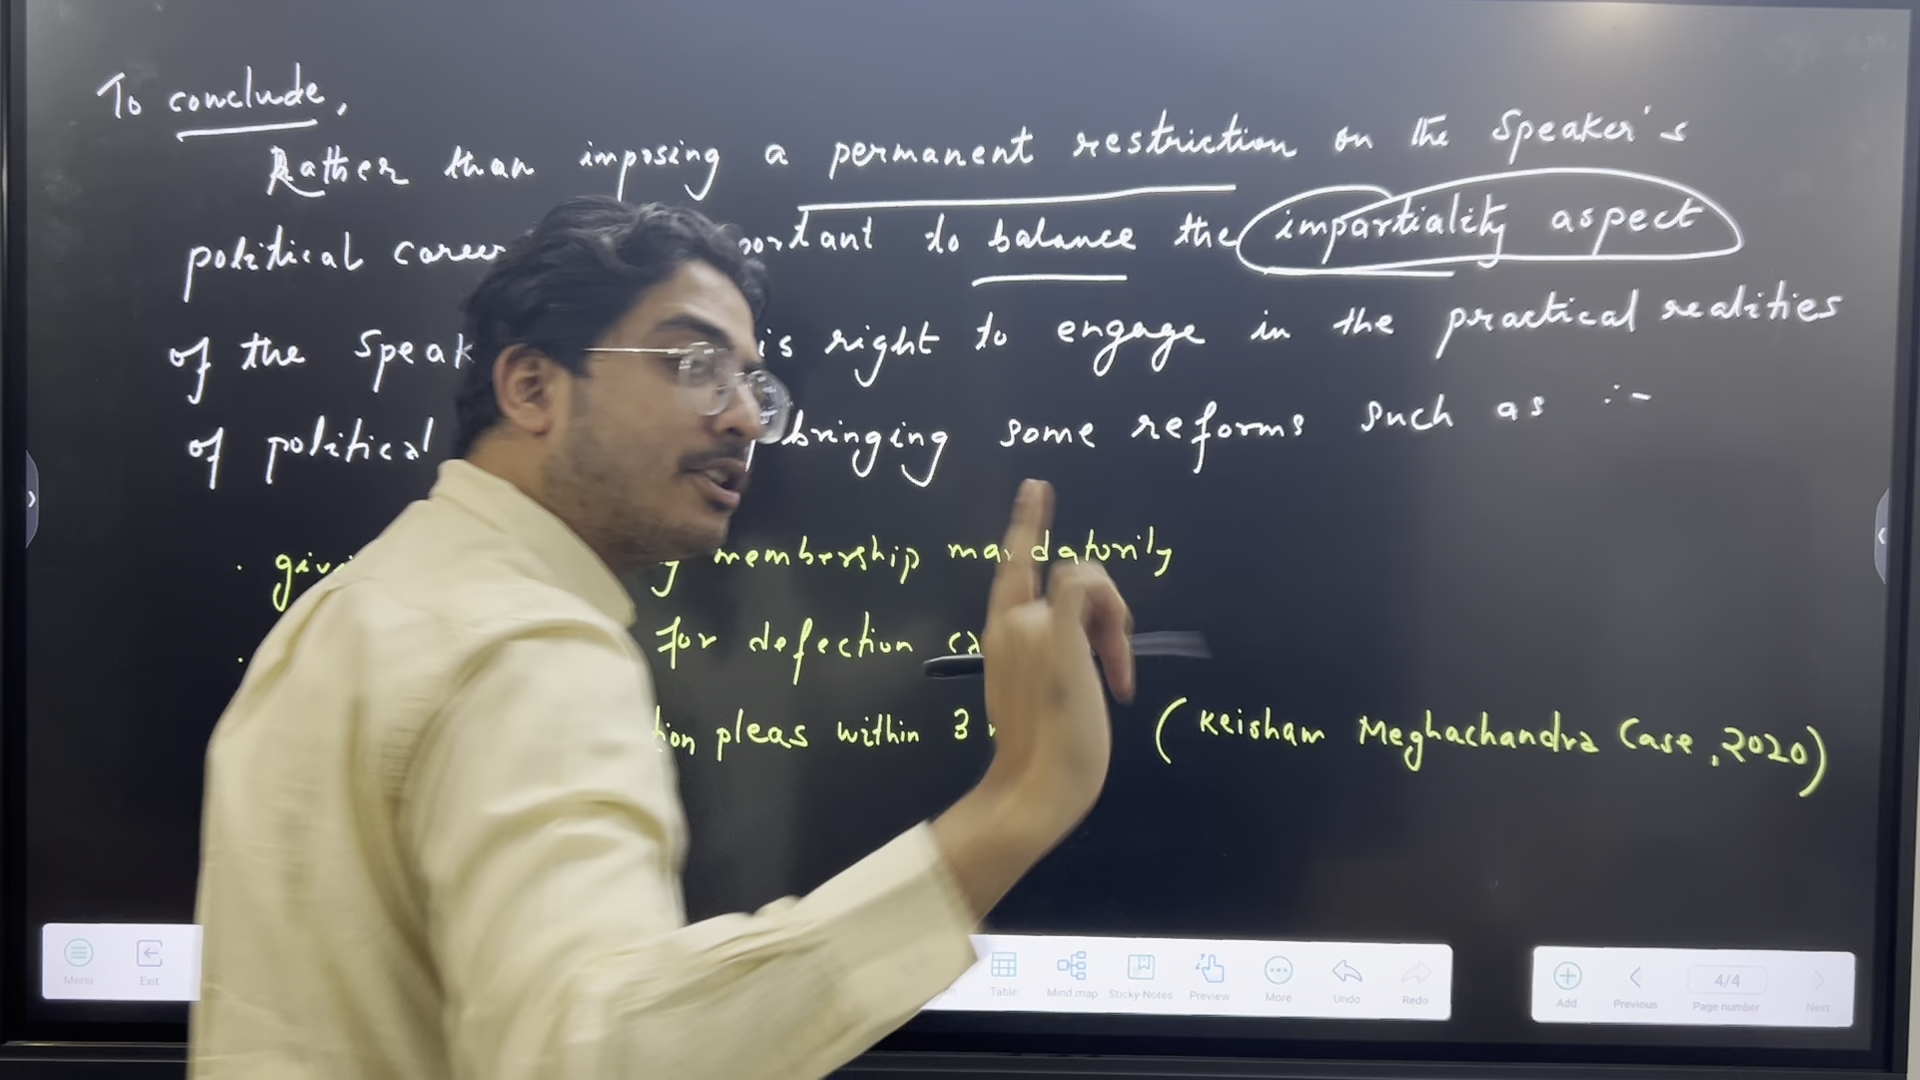 To conclude,
Rather than imposing a permanent restriction on the Speaker's
political career portant to balance the impartiality aspect
of the Speak is right to engage in the practical realities
of political bringing some reforms such as :-
. givi membership mandatorily
. for defection ca
tion pleas within 3 (Keisham Meghachandra Case, 2020)
Menu Exit Table Mind map Sticky-Notes Preview More Undo Redo Add Previous 4/4 Page number Next